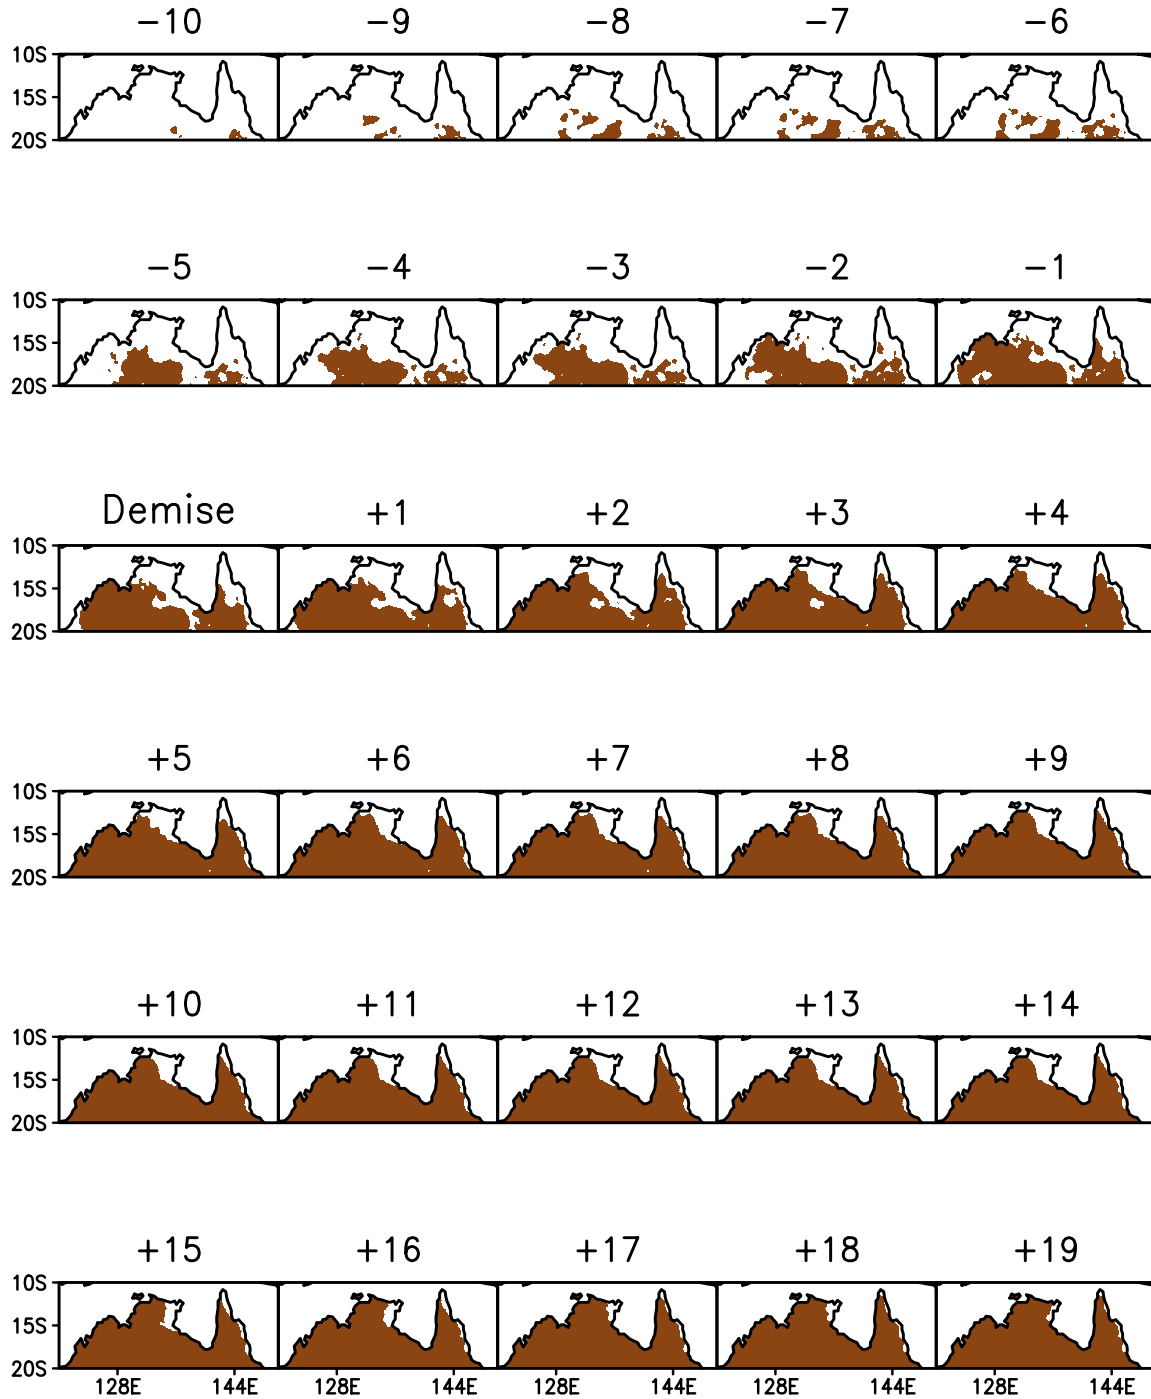 −10 −9 −8 −7 −6
10S
15S
20S
−5 −4 −3 −2 −1
10S
15S
20S
Demise +1 +2 +3 +4
10S
15S
20S
+5 +6 +7 +8 +9
10S
15S
20S
+10 +11 +12 +13 +14
10S
15S
20S
+15 +16 +17 +18 +19
10S
15S
20S
128E 144E 128E 144E 128E 144E 128E 144E 128E 144E